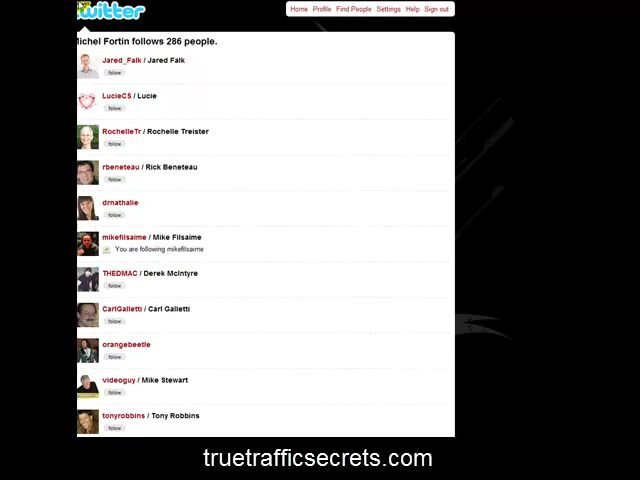 twitter
Home Profile Find People Settings Help Sign out
Michel Fortin follows 286 people.
Jared_Falk / Jared Falk
follow
LucieCS / Lucie
follow
RochelleTr / Rochelle Treister
follow
rbeneteau / Rick Beneteau
follow
drnathalie
follow
mikefilsaime / Mike Filsaime
You are following mikefilsaime
THEDMAC / Derek McIntyre
follow
CarlGalletti / Carl Galletti
follow
orangebeetle
follow
videoguy / Mike Stewart
follow
tonyrobbins / Tony Robbins
follow
truetrafficsecrets.com